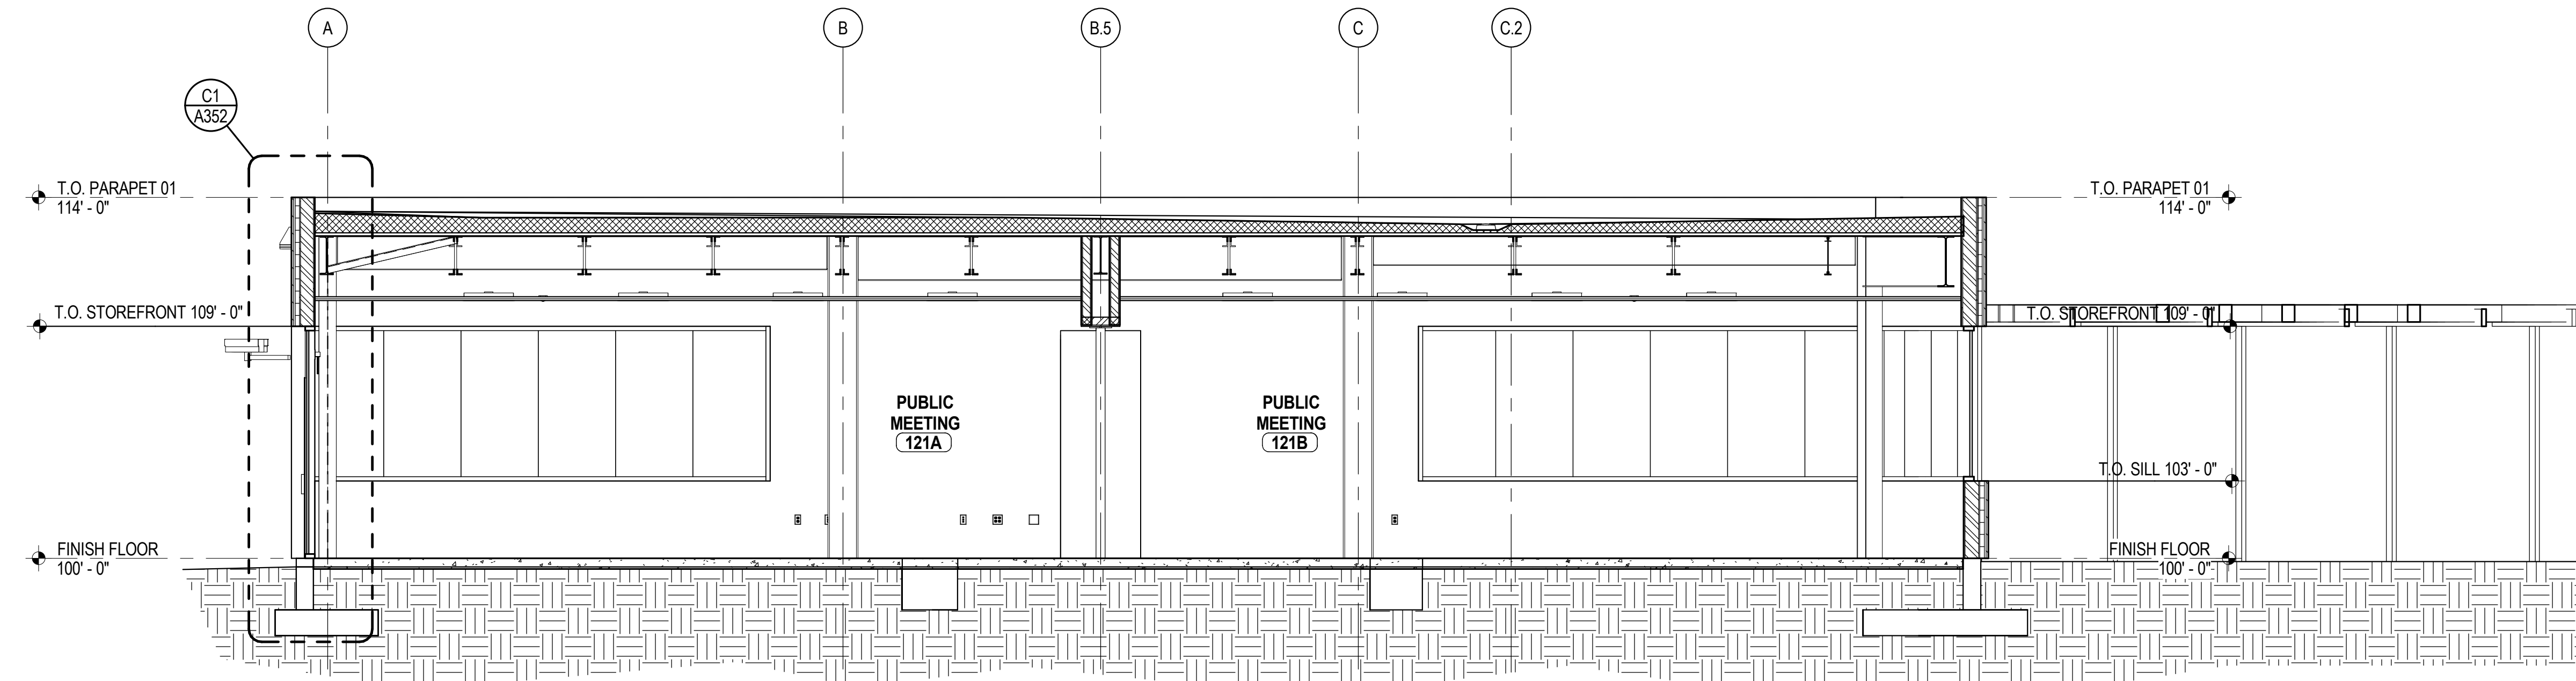 A
B
B.5
C
C.2
C1
A352
T.O. PARAPET 01
114' - 0"
T.O. PARAPET 01
114' - 0"
T.O. STOREFRONT 109' - 0"
T.O. STOREFRONT 109' - 0"
PUBLIC
MEETING
121A
PUBLIC
MEETING
121B
T.O. SILL 103' - 0"
FINISH FLOOR
100' - 0"
FINISH FLOOR
100' - 0"